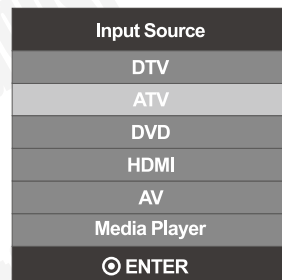 Input Source
DTV
ATV
DVD
HDMI
AV
Media Player
ENTER